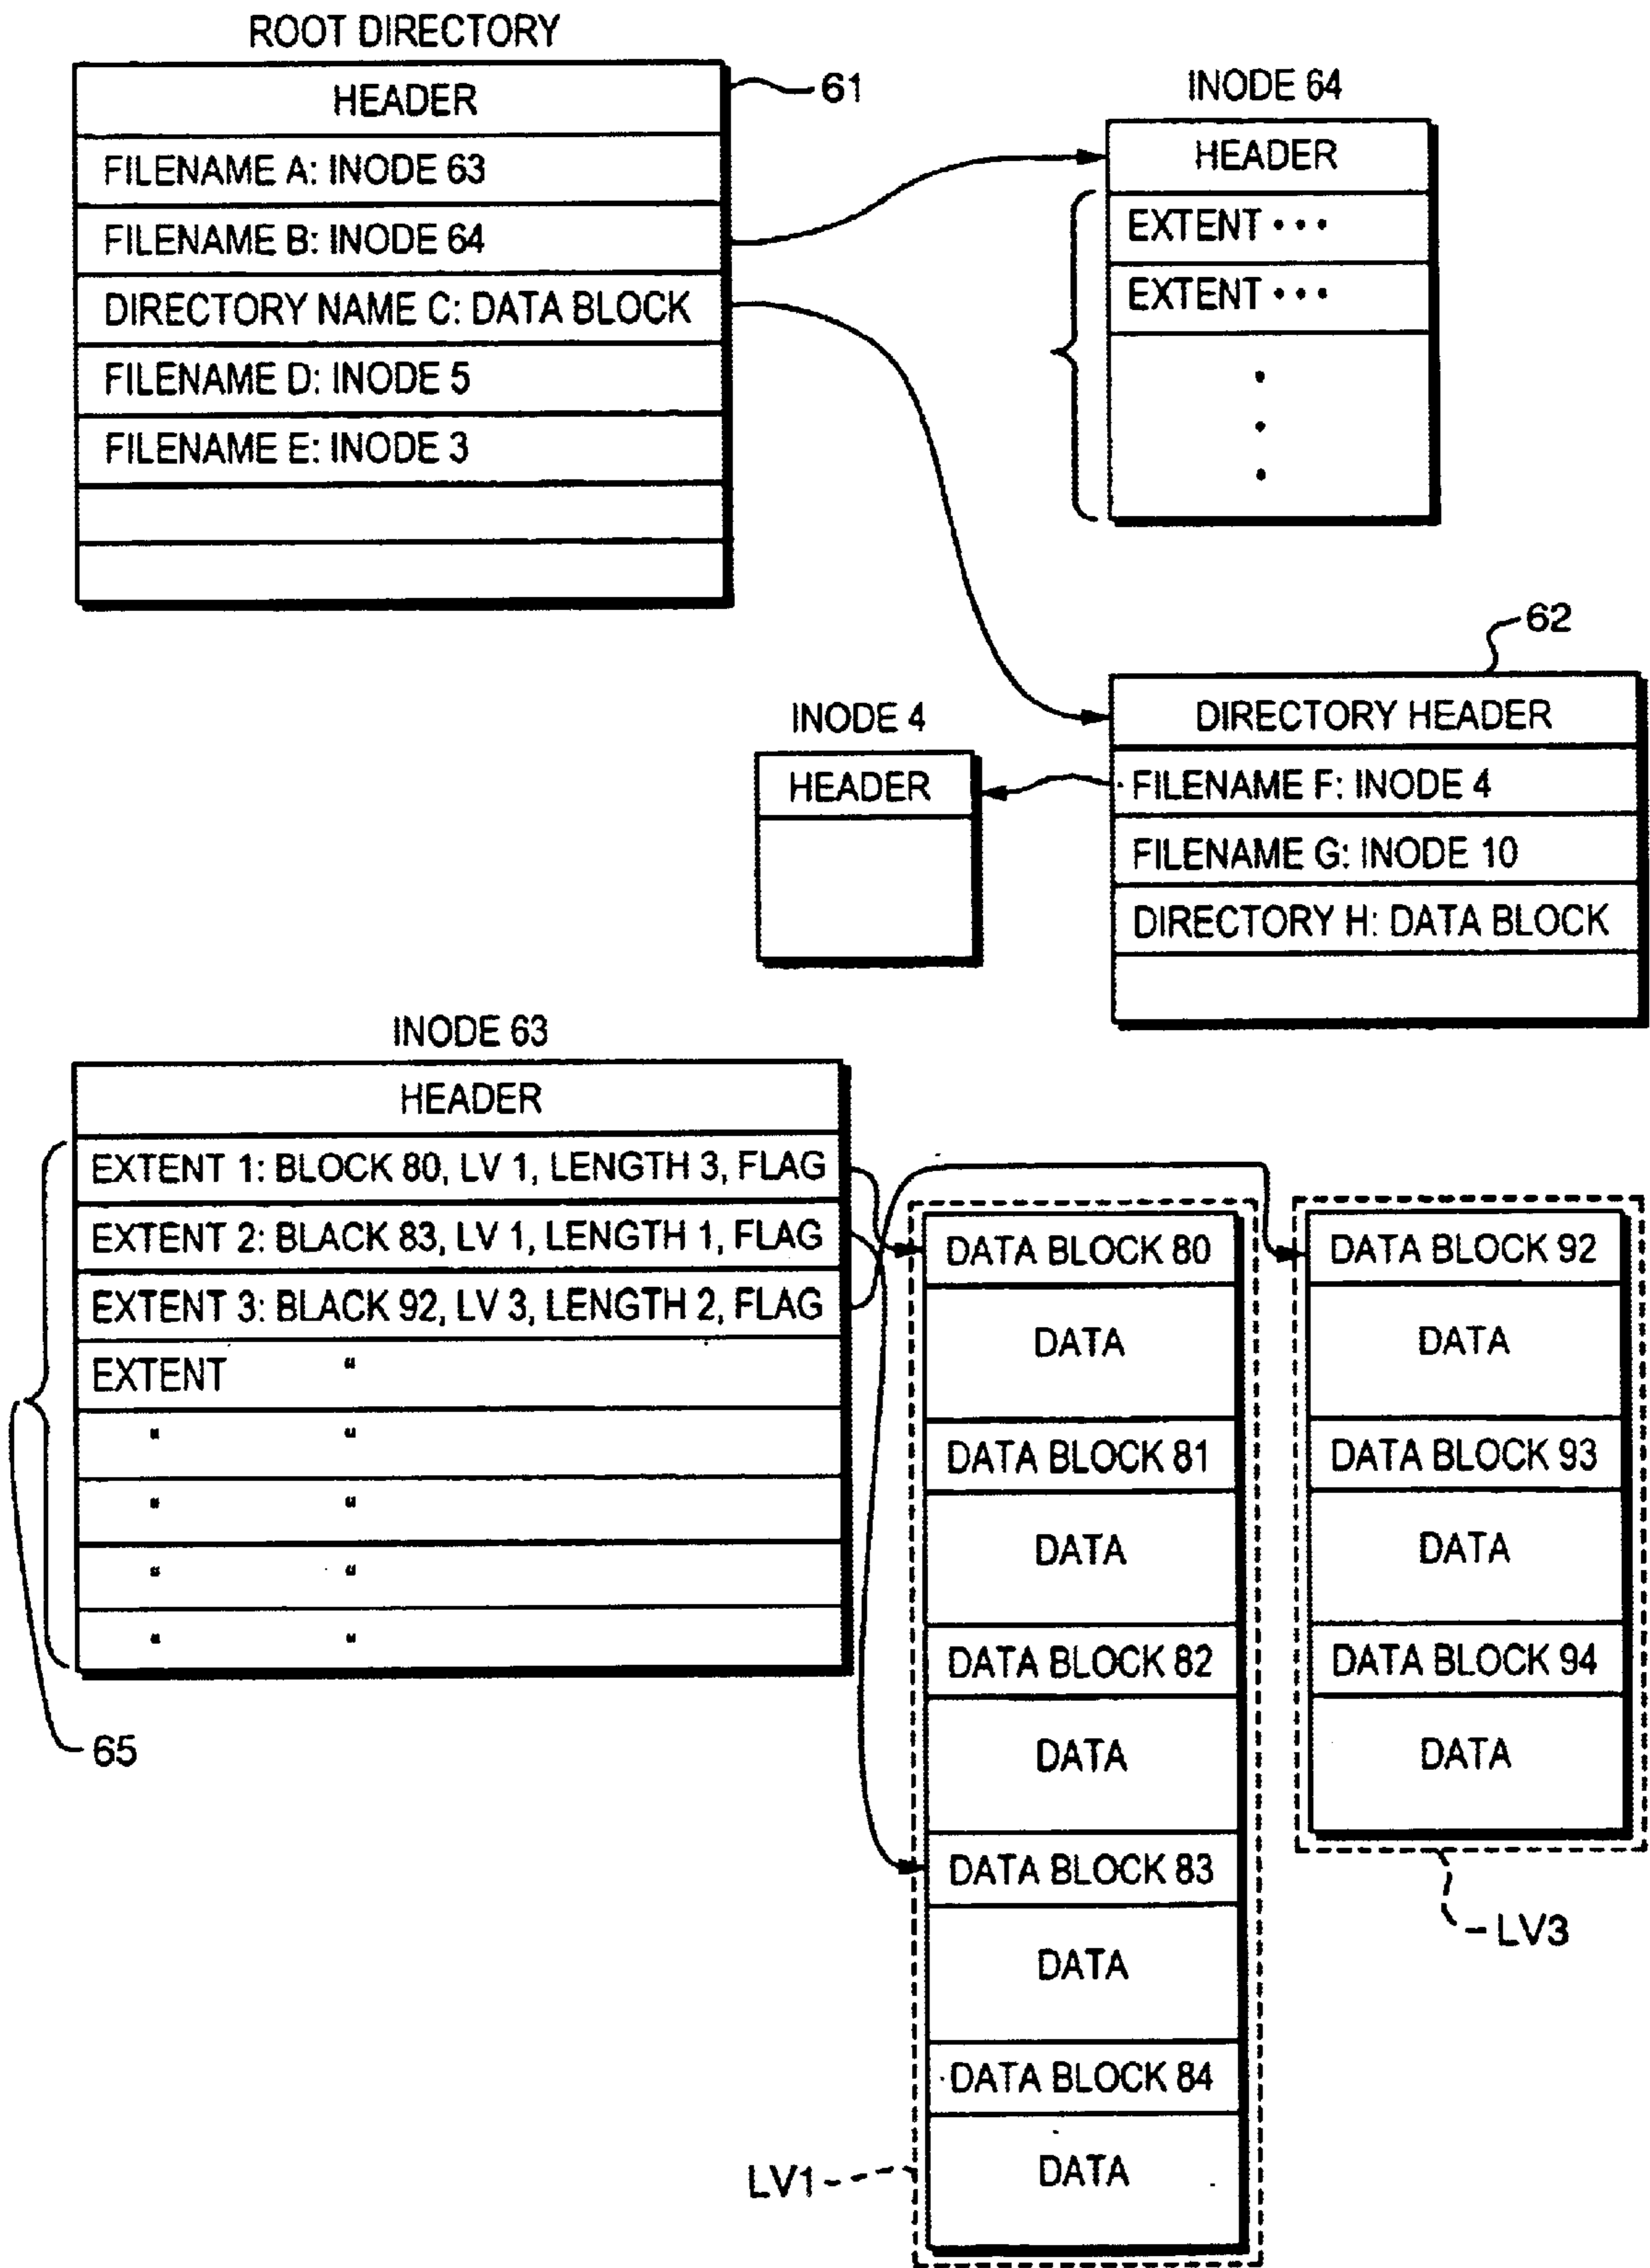 ROOT DIRECTORY
HEADER
61
FILENAME A: INODE 63
FILENAME B: INODE 64
DIRECTORY NAME C: DATA BLOCK
FILENAME D: INODE 5
FILENAME E: INODE 3
INODE 64
HEADER
EXTENT •••
EXTENT •••
62
DIRECTORY HEADER
FILENAME F: INODE 4
FILENAME G: INODE 10
DIRECTORY H: DATA BLOCK
INODE 4
HEADER
INODE 63
HEADER
EXTENT 1: BLOCK 80, LV 1, LENGTH 3, FLAG
EXTENT 2: BLACK 83, LV 1, LENGTH 1, FLAG
EXTENT 3: BLACK 92, LV 3, LENGTH 2, FLAG
EXTENT "
" "
" "
" "
" "
65
DATA BLOCK 80
DATA
DATA BLOCK 81
DATA
DATA BLOCK 82
DATA
DATA BLOCK 83
DATA
DATA BLOCK 84
DATA
LV1
DATA BLOCK 92
DATA
DATA BLOCK 93
DATA
DATA BLOCK 94
DATA
LV3